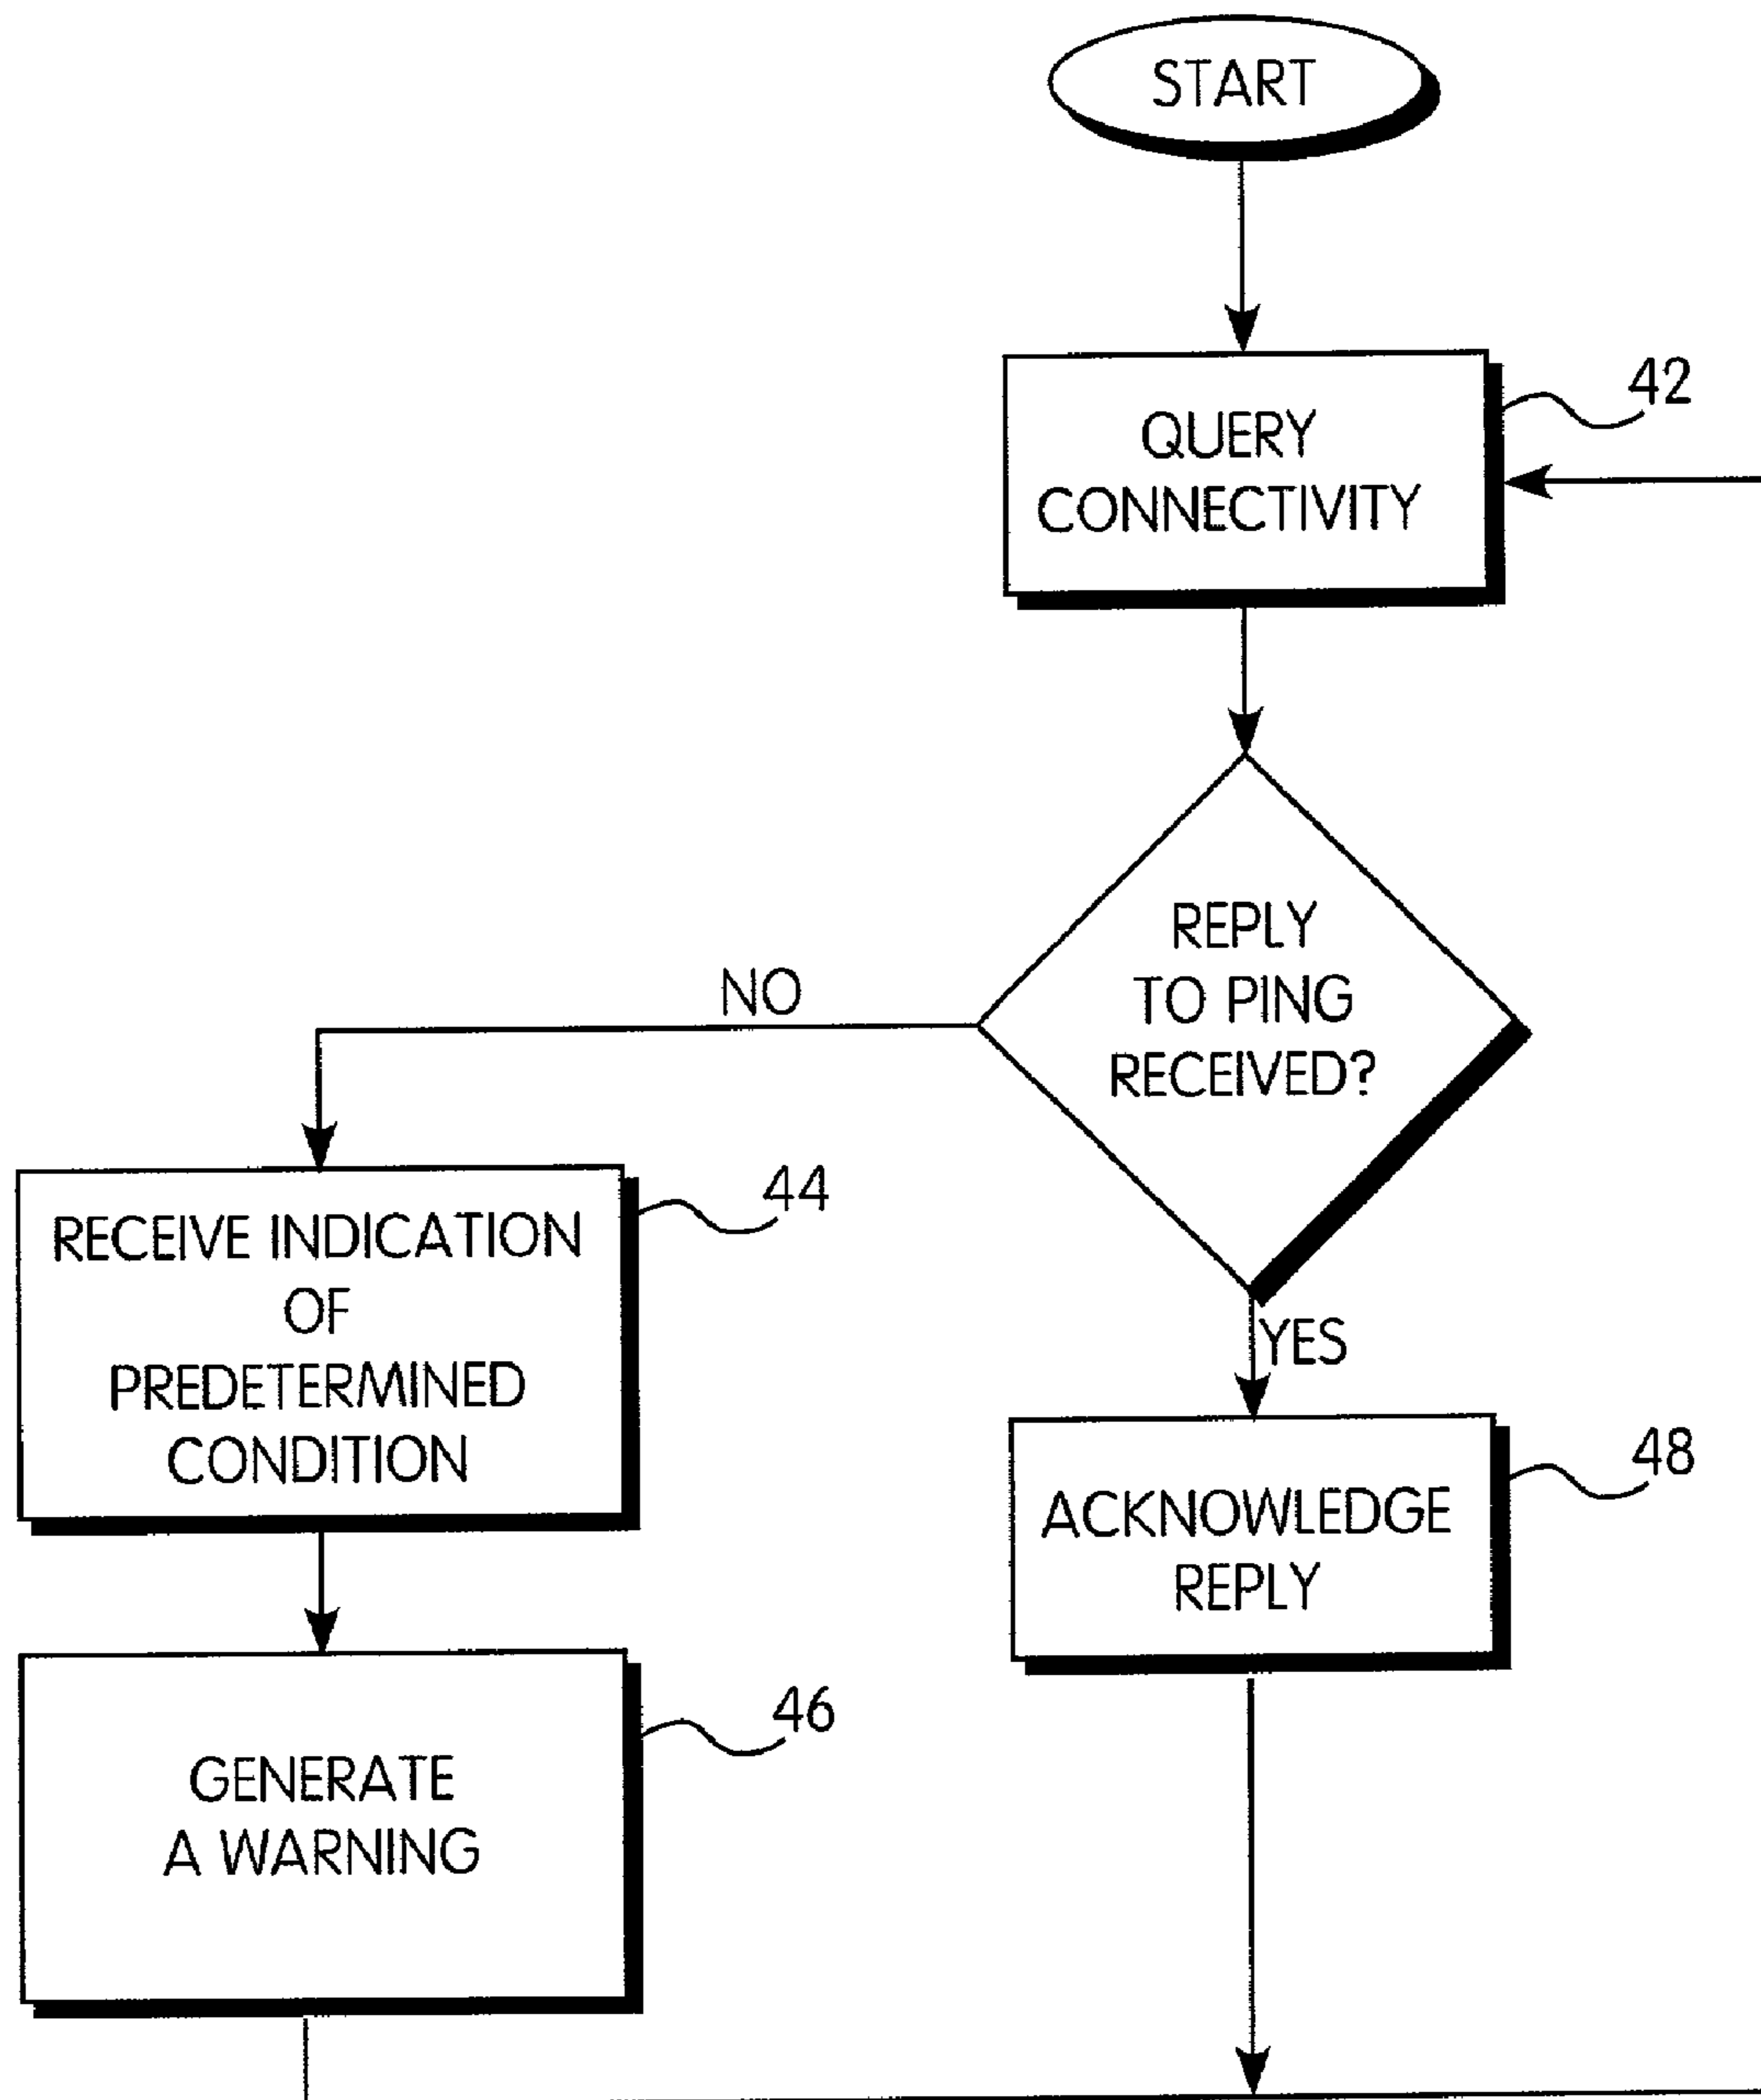 START
QUERY
CONNECTIVITY
42
REPLY
TO PING
RECEIVED?
NO
YES
RECEIVE INDICATION
OF
PREDETERMINED
CONDITION
44
ACKNOWLEDGE
REPLY
48
GENERATE
A WARNING
46